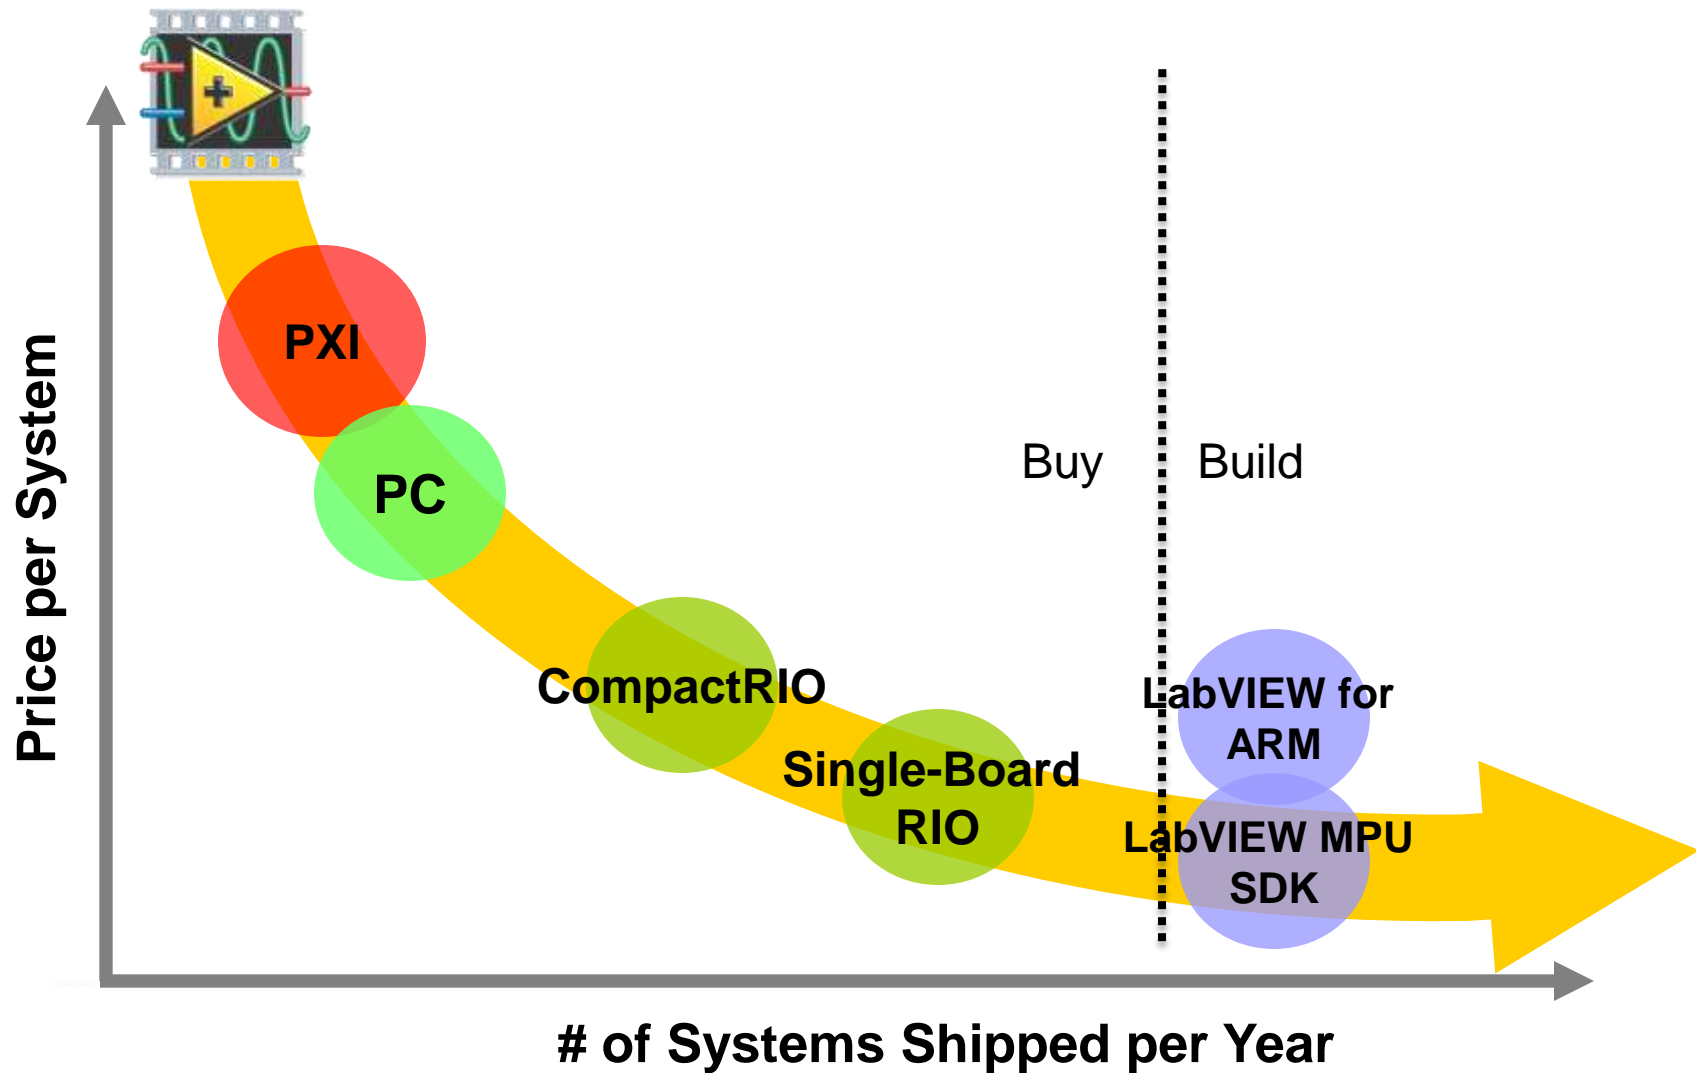 Price per System
PXI
PC
Buy
Build
CompactRIO
LabVIEW for
ARM
Single-Board
RIO
LabVIEW MPU
SDK
# of Systems Shipped per Year